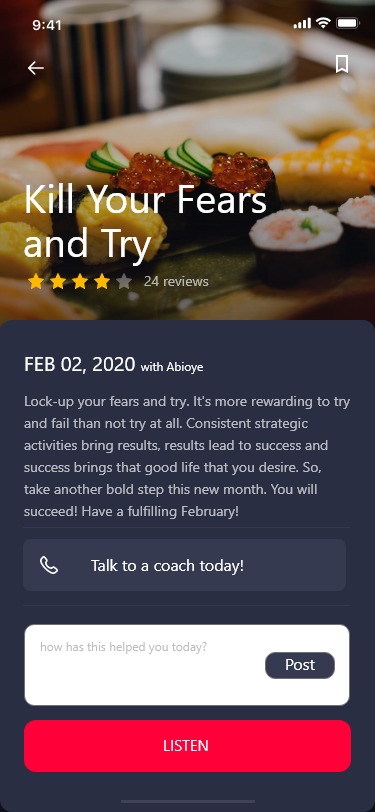 9:41
Kill Your Fears
and Try
24 reviews
FEB 02, 2020 with Abioye
Lock-up your fears and try. It's more rewarding to try
and fail than not try at all. Consistent strategic
activities bring results, results lead to success and
success brings that good life that you desire. So,
take another bold step this new month. You will
succeed! Have a fulfilling February!
Talk to a coach today!
how has this helped you today?
Post
LISTEN